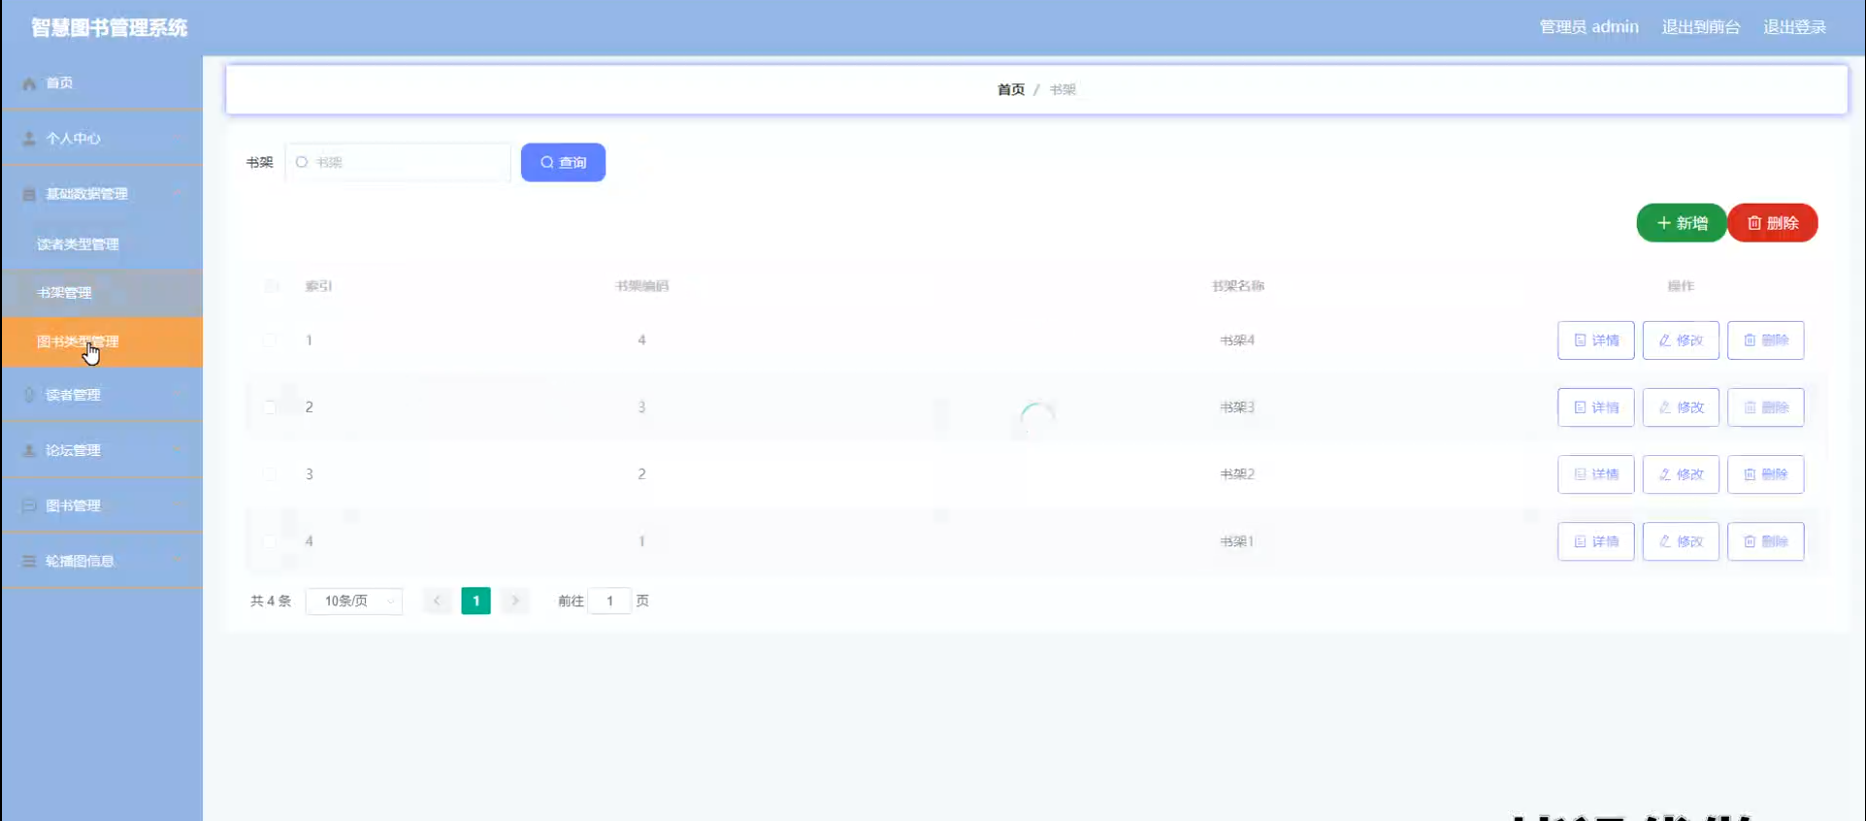 智慧图书管理系统
管理员 admin 退出到前台 退出登录
首页
个人中心
基础数据管理
读者类型管理
书架管理
图书类型管理
读者管理
论坛管理
图书管理
轮播图信息
首页 / 书架
书架 书架 查询
新增 删除
索引 书架编码 书架名称 操作
1 4 书架4 详情 修改 删除
2 3 书架3 详情 修改 删除
3 2 书架2 详情 修改 删除
4 1 书架1 详情 修改 删除
共 4 条 10条/页 < 1 > 前往 1 页